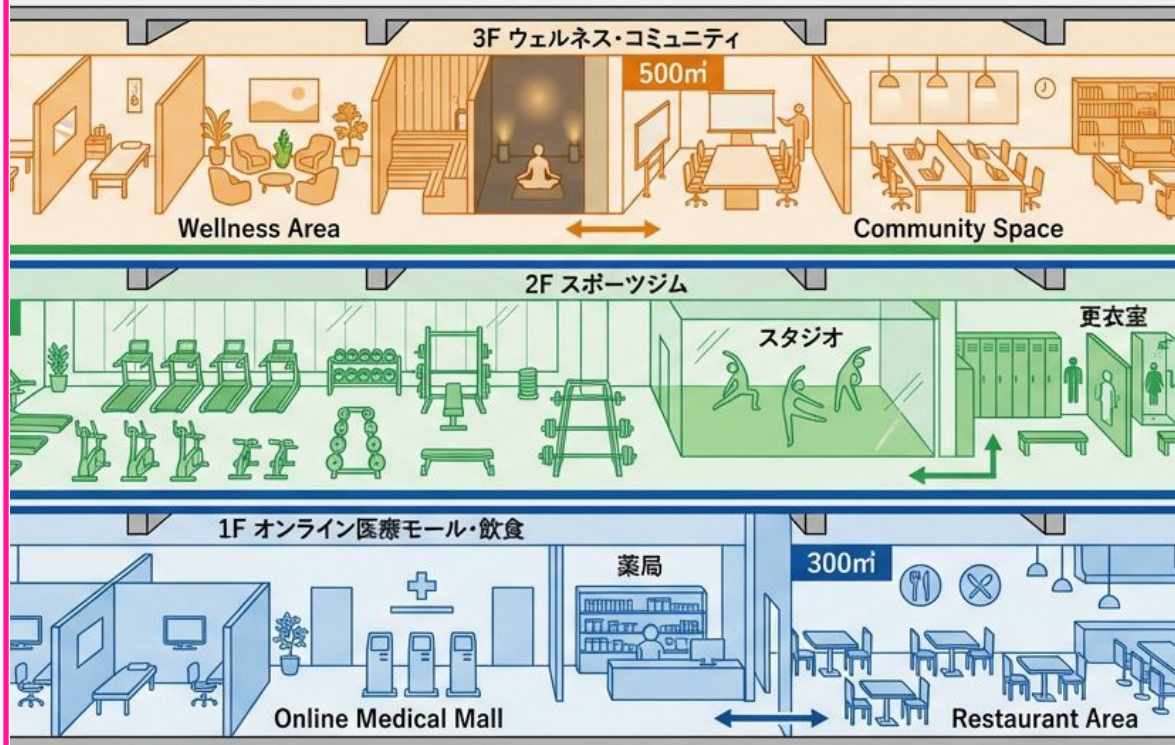 3F ウェルネス・コミュニティ
500㎡
Wellness Area
Community Space
2F スポーツジム
スタジオ
更衣室
1F オンライン医療モール・飲食
薬局
300㎡
Online Medical Mall
Restaurant Area